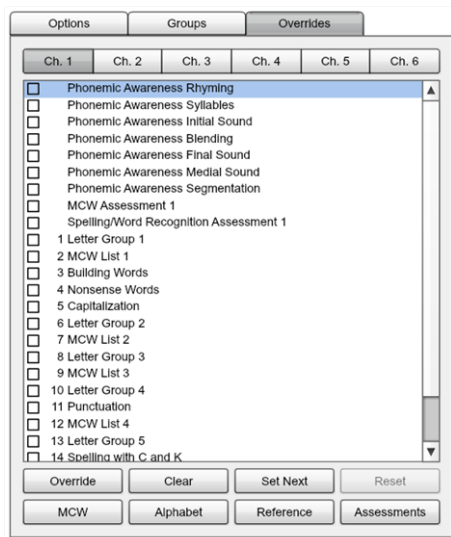 Options Groups Overrides
Ch. 1 Ch. 2 Ch. 3 Ch. 4 Ch. 5 Ch. 6
Phonemic Awareness Rhyming
Phonemic Awareness Syllables
Phonemic Awareness Initial Sound
Phonemic Awareness Blending
Phonemic Awareness Final Sound
Phonemic Awareness Medial Sound
Phonemic Awareness Segmentation
MCW Assessment 1
Spelling/Word Recognition Assessment 1
1 Letter Group 1
2 MCW List 1
3 Building Words
4 Nonsense Words
5 Capitalization
6 Letter Group 2
7 MCW List 2
8 Letter Group 3
9 MCW List 3
10 Letter Group 4
11 Punctuation
12 MCW List 4
13 Letter Group 5
14 Spelling with C and K
Override Clear Set Next Reset
MCW Alphabet Reference Assessments